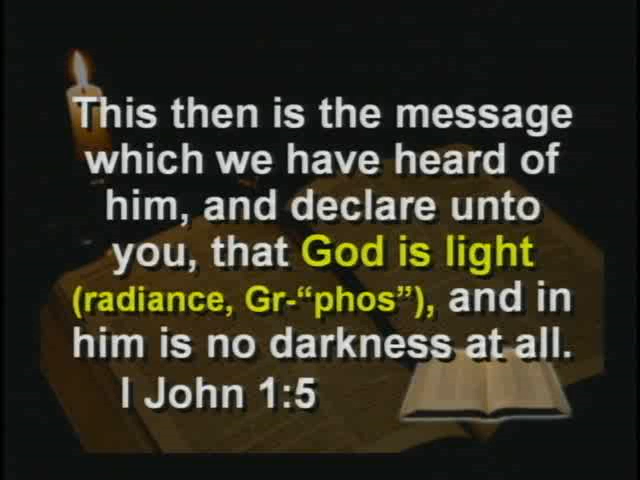 This then is the message
which we have heard of
him, and declare unto
you, that God is light
(radiance, Gr-“phos”), and in
him is no darkness at all.
I John 1:5